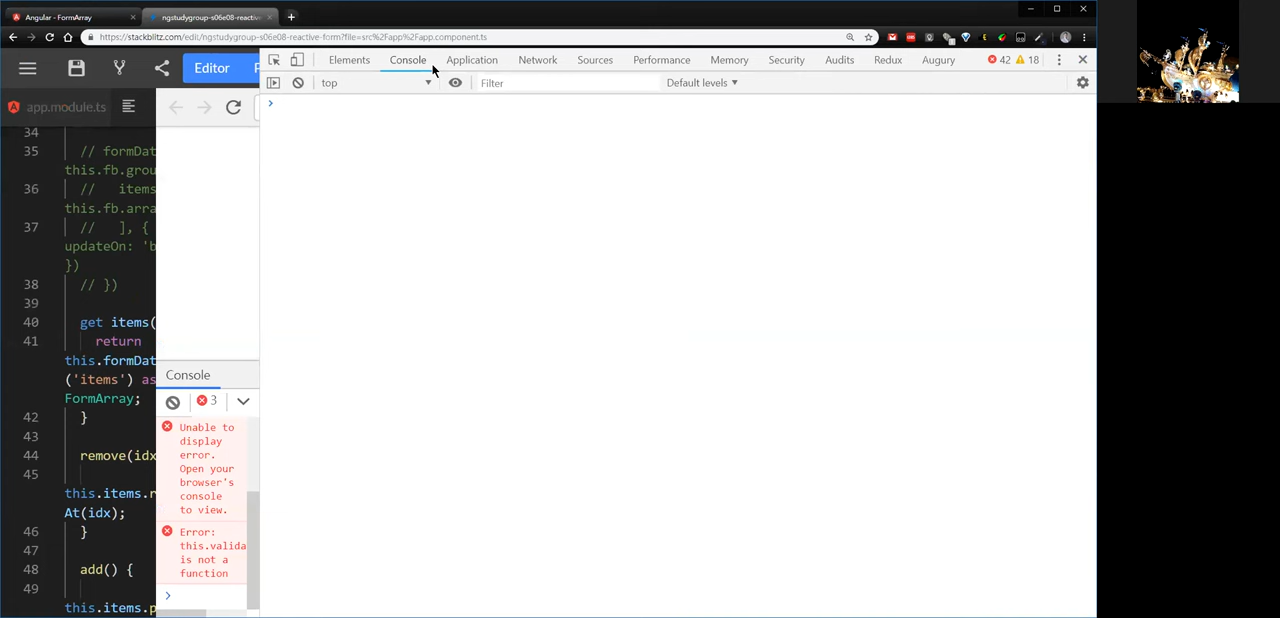 Angular - FormArray
ngstudygroup-s06e08-reactive
https://stackblitz.com/edit/ngstudygroup-s06e08-reactive-form?file=src%2Fapp%2Fapp.component.ts
Editor
Elements Console Application Network Sources Performance Memory Security Audits Redux Augury 42 18
top Filter Default levels
app.module.ts
34
35 // formDat
this.fb.grou
36 // items
this.fb.arra
37 // ], {
updateOn: 'b
})
38 // })
39
40 get items(
41 return
this.formDat
('items') as
FormArray;
42 }
43
44 remove(idx
45
this.items.r
At(idx);
46 }
47
48 add() {
49
this.items.p
Console
3
Unable to
display
error.
Open your
browser's
console
to view.
Error:
this.valida
is not a
function